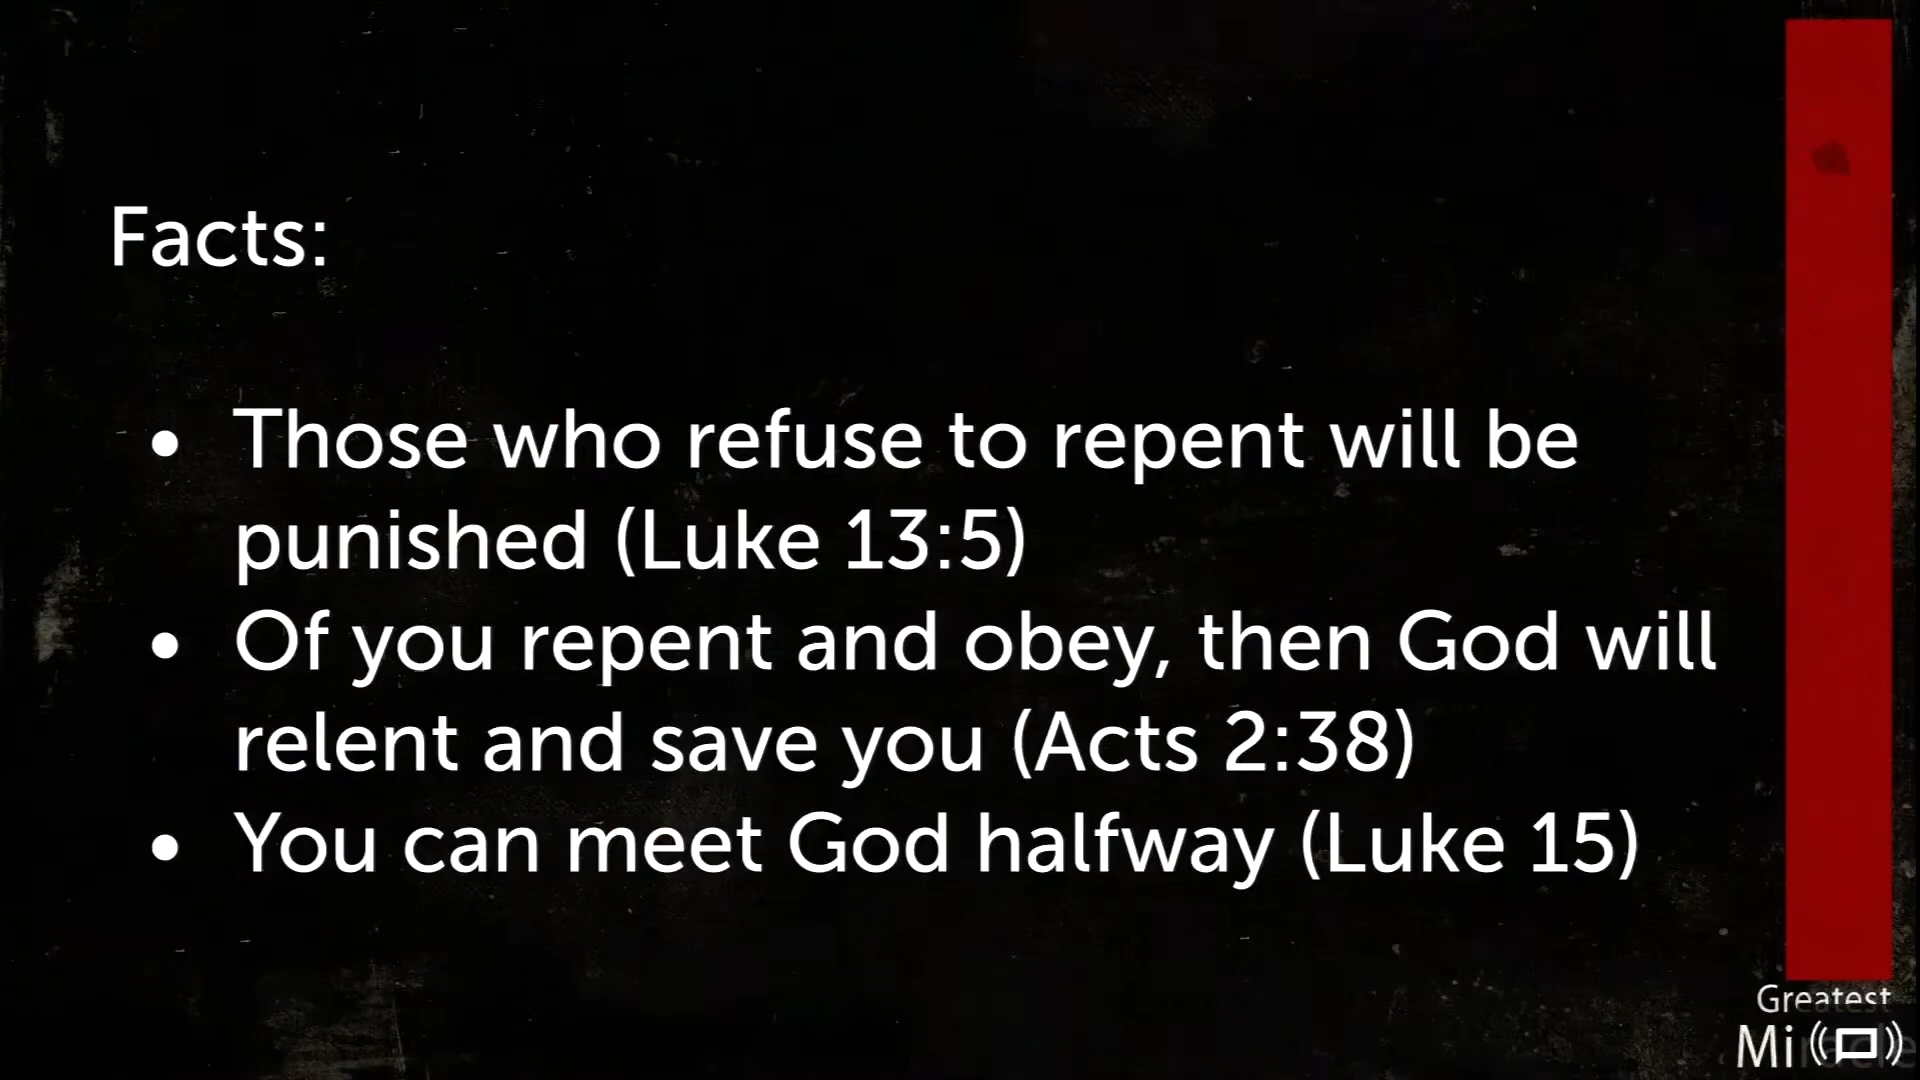 Facts:
• Those who refuse to repent will be
punished (Luke 13:5)
• Of you repent and obey, then God will
relent and save you (Acts 2:38)
• You can meet God halfway (Luke 15)
Greatest
Miracle